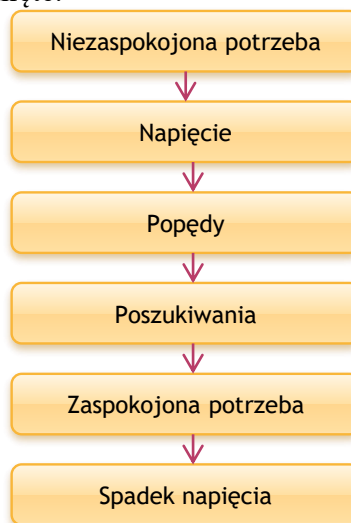 Niezaspokojona potrzeba
Napięcie
Popędy
Poszukiwania
Zaspokojona potrzeba
Spadek napięcia